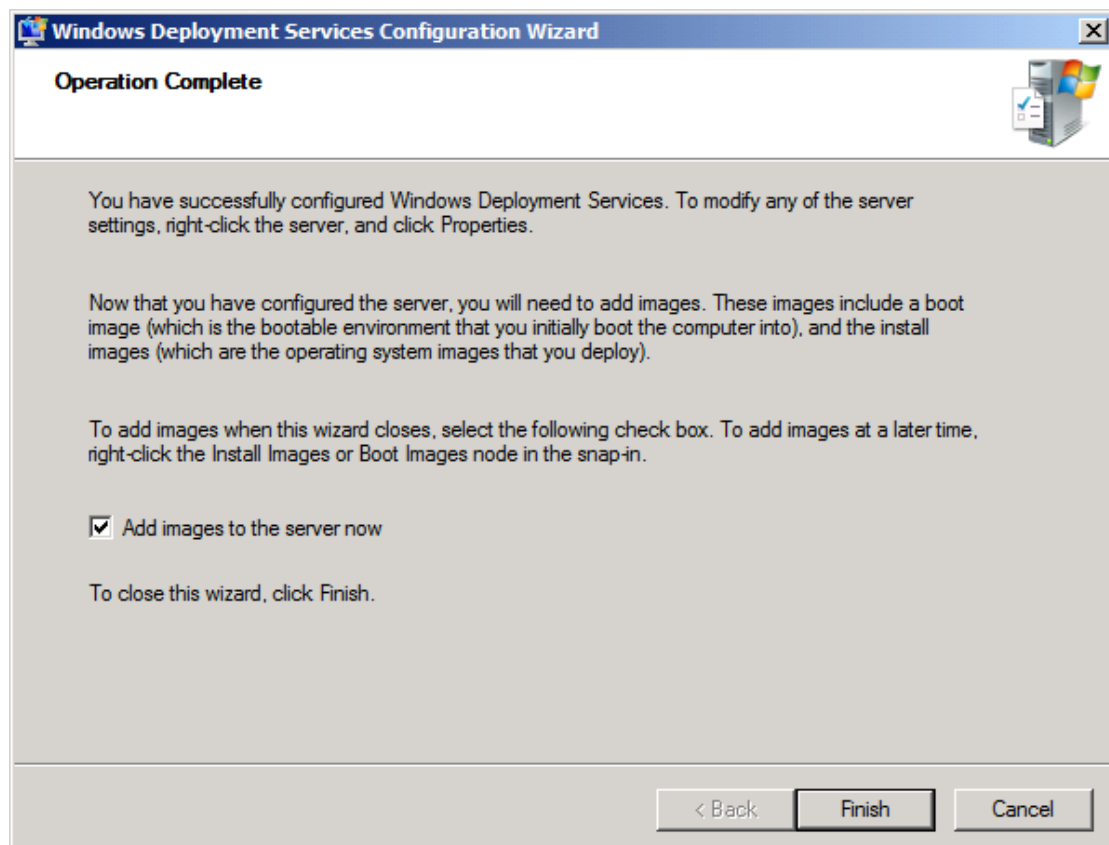 Windows Deployment Services Configuration Wizard
Operation Complete
You have successfully configured Windows Deployment Services. To modify any of the server
settings, right-click the server, and click Properties.
Now that you have configured the server, you will need to add images. These images include a boot
image (which is the bootable environment that you initially boot the computer into), and the install
images (which are the operating system images that you deploy).
To add images when this wizard closes, select the following check box. To add images at a later time,
right-click the Install Images or Boot Images node in the snap-in.
Add images to the server now
To close this wizard, click Finish.
< Back Finish Cancel